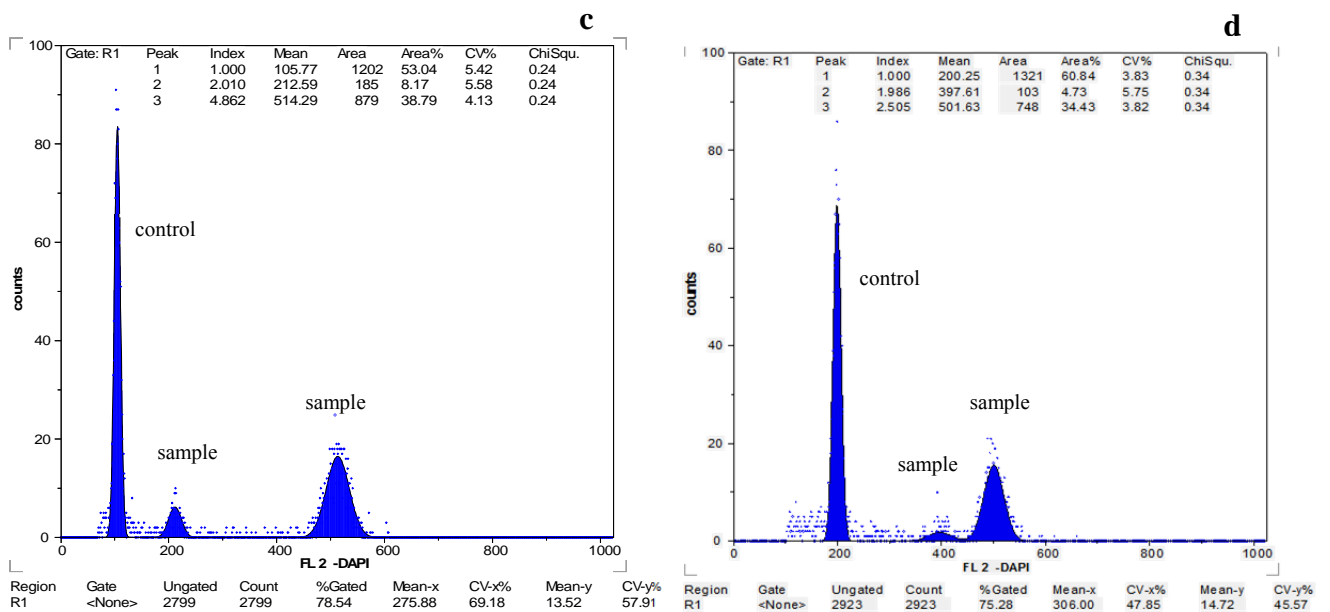 c
Gate: R1 Peak Index Mean Area Area% CV% ChiSqu.
1 1.000 105.77 1202 53.04 5.42 0.24
2 2.010 212.59 185 8.17 5.58 0.24
3 4.862 514.29 879 38.79 4.13 0.24
100
80
60
40
20
0
counts
control
sample
sample
0 200 400 600 800 1000
FL 2 -DAPI
Region Gate Ungated Count %Gated Mean-x CV-x% Mean-y CV-y%
R1 <None> 2799 2799 78.54 275.88 69.18 13.52 57.91
d
Gate: R1 Peak Index Mean Area Area% CV% ChiSqu.
1 1.000 200.25 1321 60.84 3.83 0.34
2 1.986 397.61 103 4.73 5.75 0.34
3 2.505 501.63 748 34.43 3.82 0.34
100
80
60
40
20
0
counts
control
sample
sample
0 200 400 600 800 1000
FL 2 -DAPI
Region Gate Ungated Count %Gated Mean-x CV-x% Mean-y CV-y%
R1 <None> 2923 2923 75.28 306.00 47.85 14.72 45.57